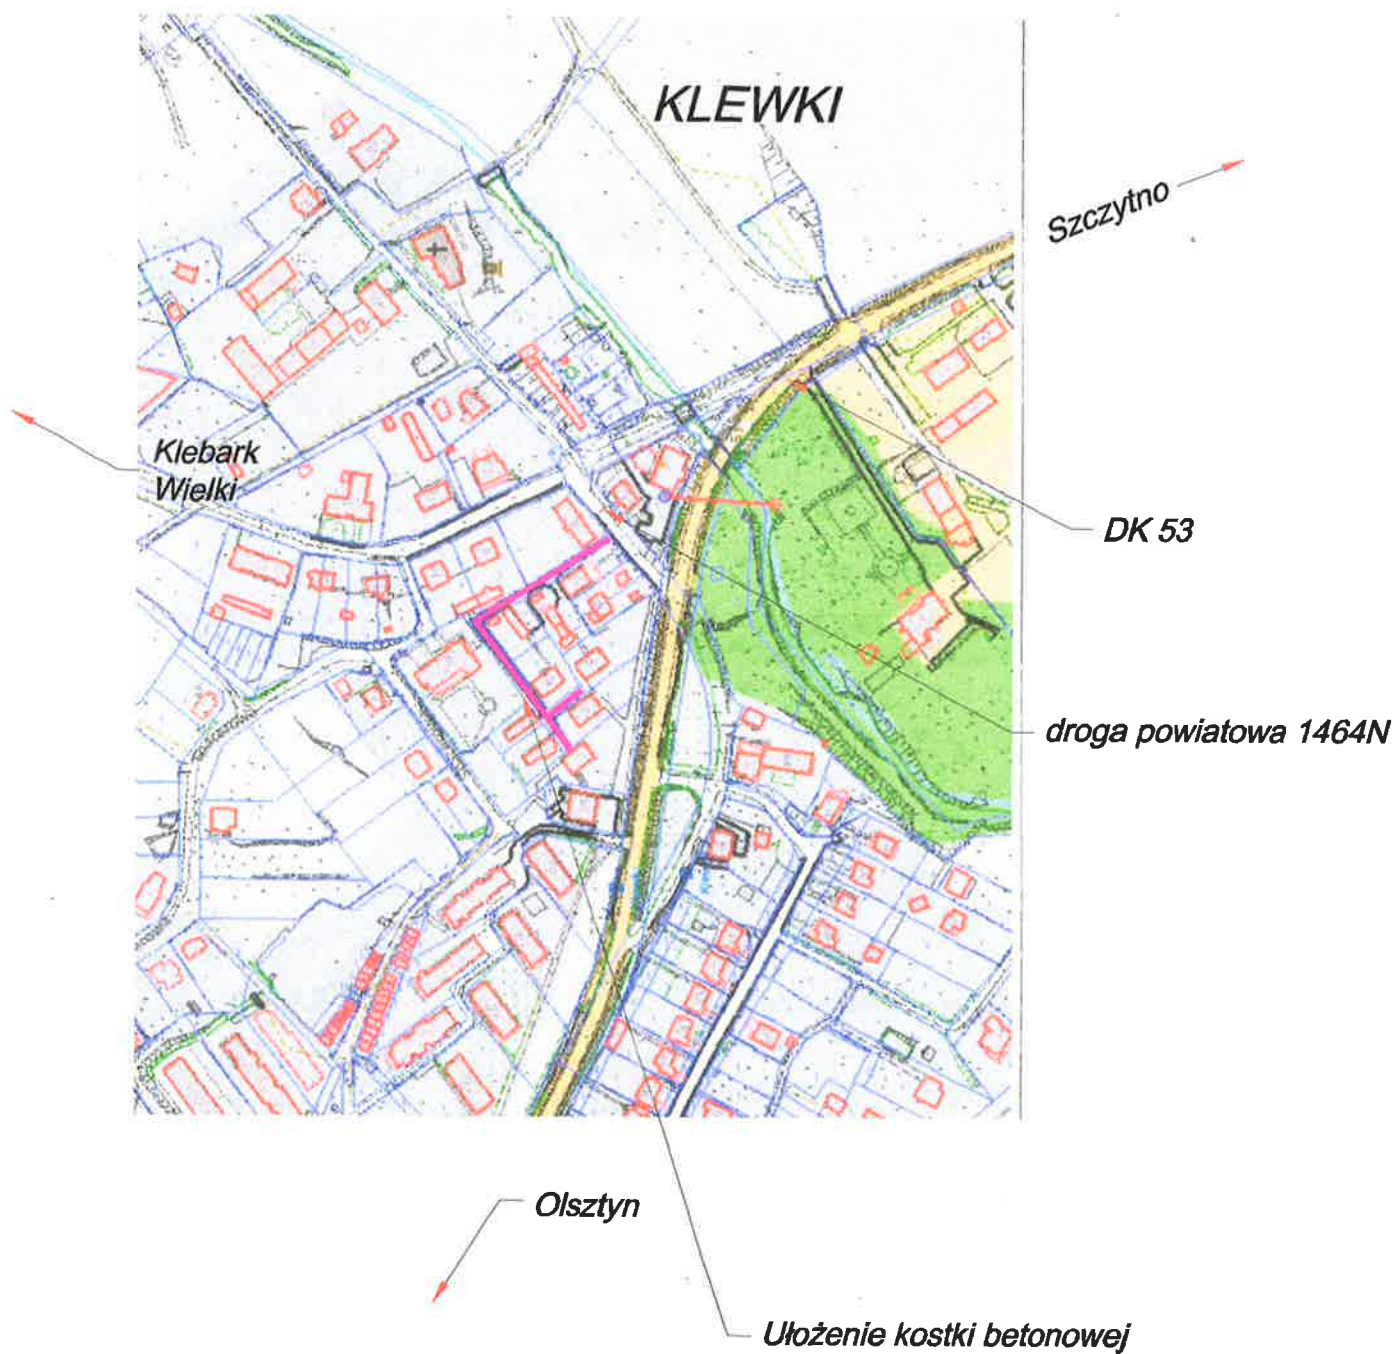 KLEWKI
Szczytno
Klebark
Wielki
DK 53
droga powiatowa 1464N
Olsztyn
Ułożenie kostki betonowej